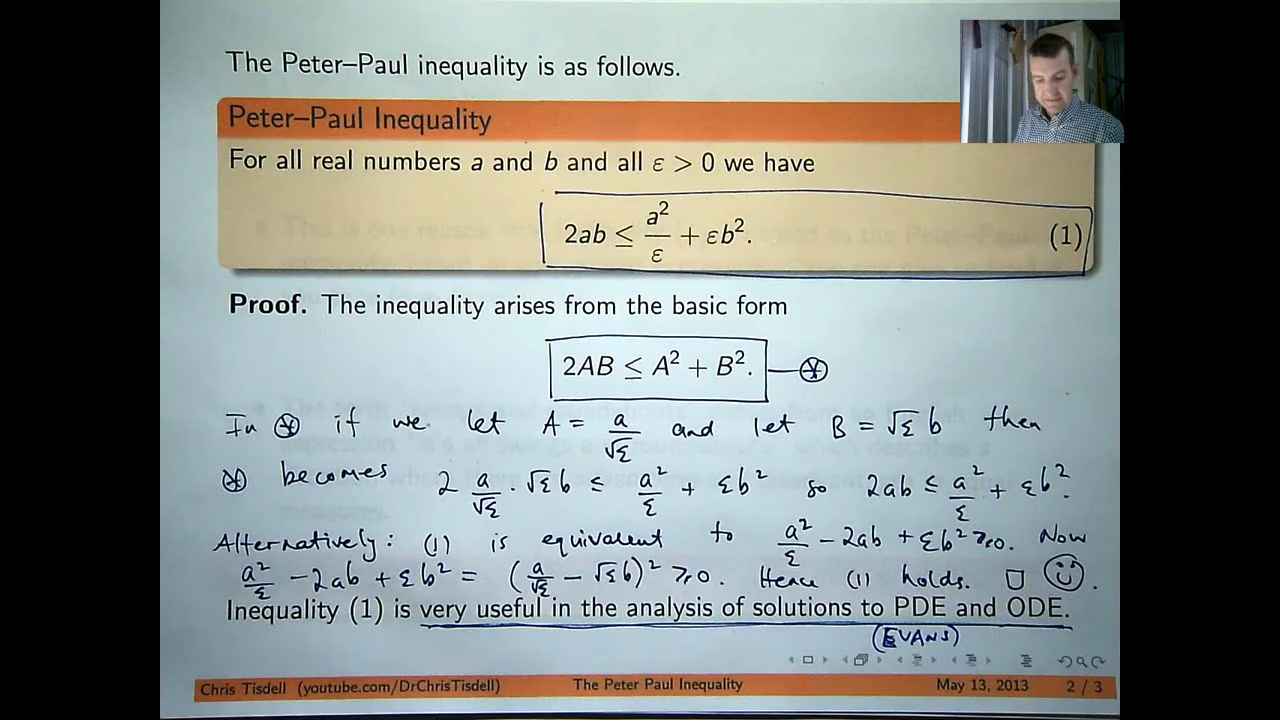 The Peter–Paul inequality is as follows.
Peter–Paul Inequality
For all real numbers a and b and all ε > 0 we have
2ab ≤ a²/ε + εb². (1)
Proof. The inequality arises from the basic form
2AB ≤ A² + B². — ⊛
In ⊛ if we let A = a/√ε and let B = √ε b then
⊛ becomes 2 a/√ε · √ε b ≤ a²/ε + εb² so 2ab ≤ a²/ε + εb².
Alternatively: (1) is equivalent to a²/ε − 2ab + εb² ≥ 0. Now
a²/ε − 2ab + εb² = (a/√ε − √ε b)² ≥ 0. Hence (1) holds. □ ☺.
Inequality (1) is very useful in the analysis of solutions to PDE and ODE.
(EVANS)
Chris Tisdell (youtube.com/DrChrisTisdell) The Peter Paul Inequality May 13, 2013 2 / 3